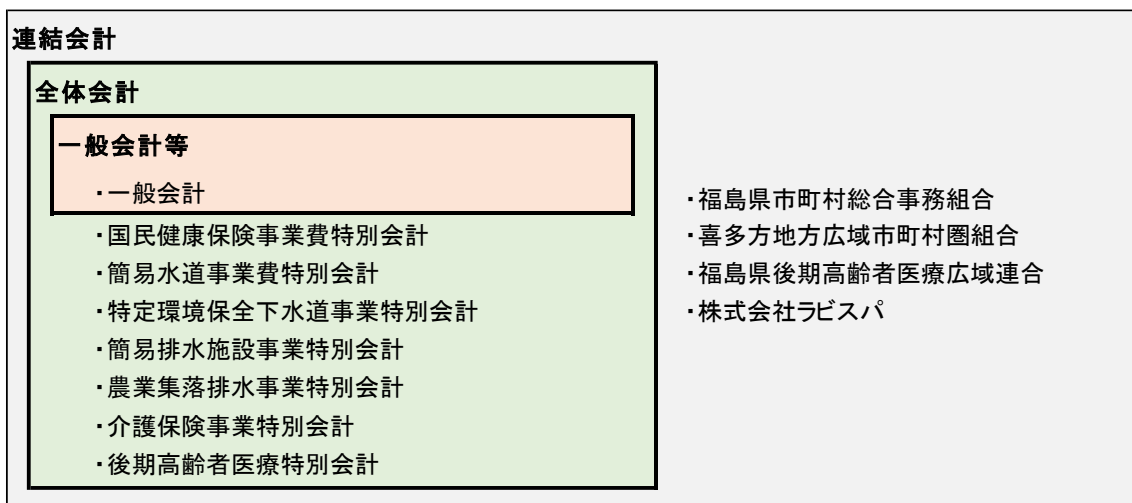 連結会計
全体会計
一般会計等
・一般会計
・国民健康保険事業費特別会計
・簡易水道事業費特別会計
・特定環境保全下水道事業特別会計
・簡易排水施設事業特別会計
・農業集落排水事業特別会計
・介護保険事業特別会計
・後期高齢者医療特別会計
・福島県市町村総合事務組合
・喜多方地方広域市町村圏組合
・福島県後期高齢者医療広域連合
・株式会社ラビスパ